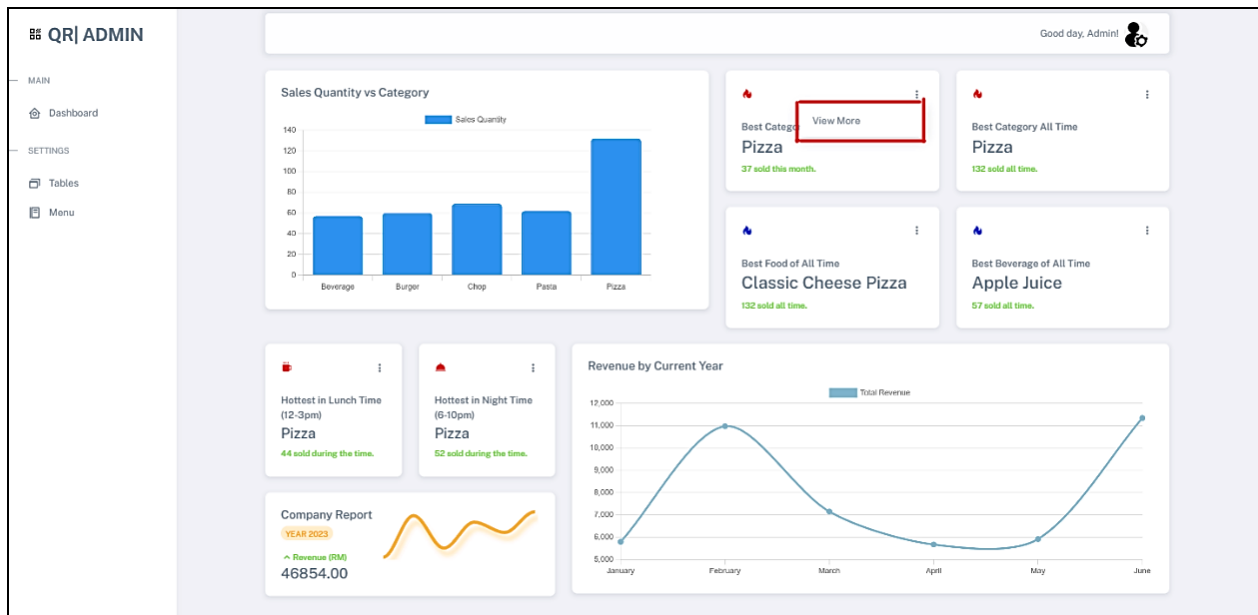 QR| ADMIN
Good day, Admin!
MAIN
Dashboard
SETTINGS
Tables
Menu
Sales Quantity vs Category
Sales Quantity
140
120
100
80
60
40
20
0
Beverage Burger Chop Pasta Pizza
View More
Best Catego
Pizza
37 sold this month.
Best Category All Time
Pizza
132 sold all time.
Best Food of All Time
Classic Cheese Pizza
132 sold all time.
Best Beverage of All Time
Apple Juice
57 sold all time.
Hottest in Lunch Time
(12-3pm)
Pizza
44 sold during the time.
Hottest in Night Time
(6-10pm)
Pizza
52 sold during the time.
Revenue by Current Year
Total Revenue
12,000
11,000
10,000
9,000
8,000
7,000
6,000
5,000
January February March April May June
Company Report
YEAR 2023
Revenue (RM)
46854.00